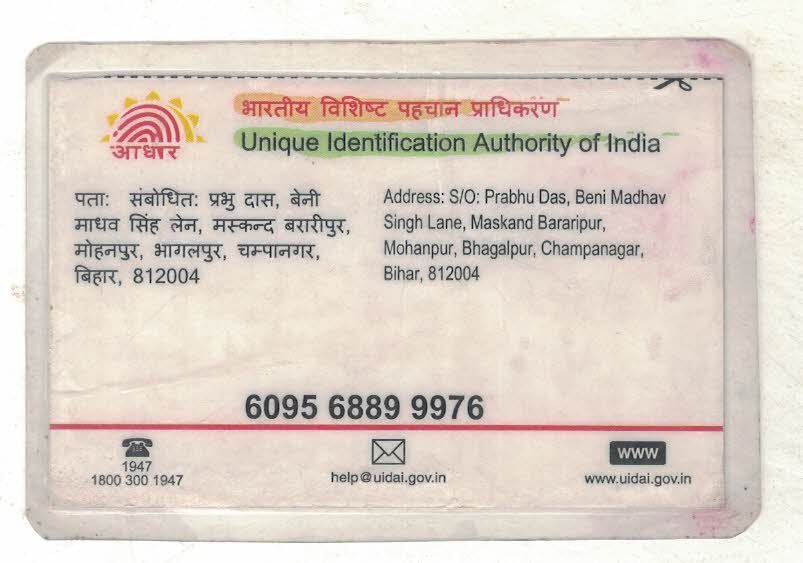 भारतीय विशिष्ट पहचान प्राधिकरण
Unique Identification Authority of India
आधार
पता: संबोधित: प्रभु दास, बेनी
माधव सिंह लेन, मस्कन्द बरारीपुर,
मोहनपुर, भागलपुर, चम्पानगर,
बिहार, 812004
Address: S/O: Prabhu Das, Beni Madhav
Singh Lane, Maskand Bararipur,
Mohanpur, Bhagalpur, Champanagar,
Bihar, 812004
6095 6889 9976
1947
1800 300 1947
help@uidai.gov.in
WWW
www.uidai.gov.in